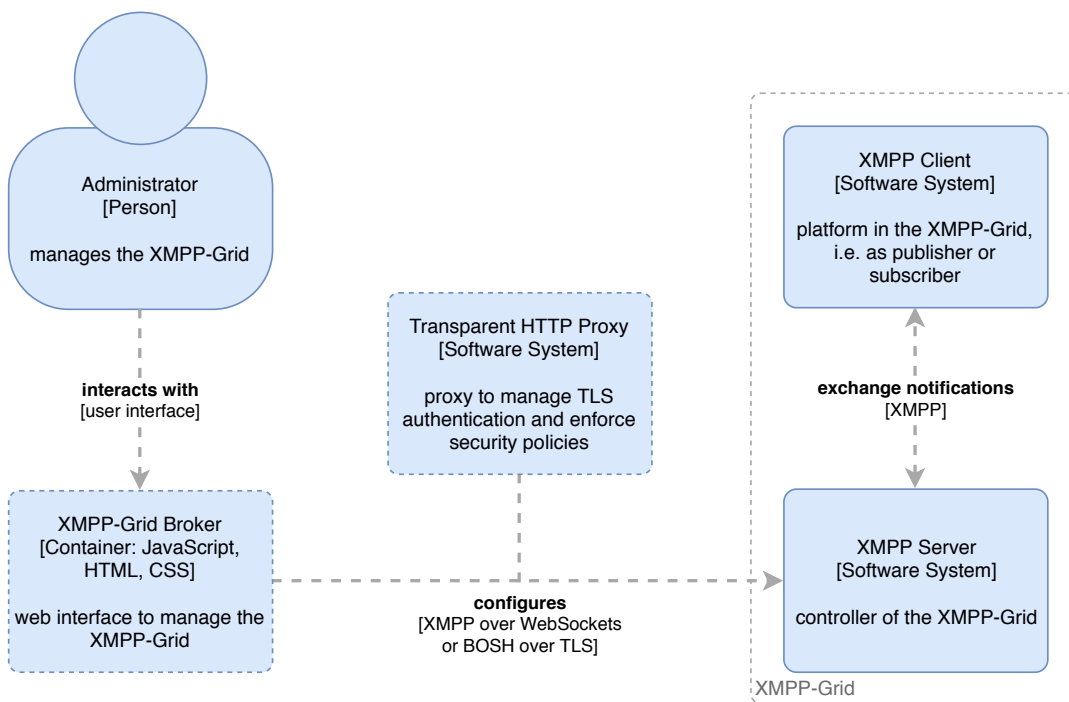 Administrator
[Person]
manages the XMPP-Grid
interacts with
[user interface]
XMPP-Grid Broker
[Container: JavaScript,
HTML, CSS]
web interface to manage the
XMPP-Grid
Transparent HTTP Proxy
[Software System]
proxy to manage TLS
authentication and enforce
security policies
configures
[XMPP over WebSockets
or BOSH over TLS]
XMPP Client
[Software System]
platform in the XMPP-Grid,
i.e. as publisher or
subscriber
exchange notifications
[XMPP]
XMPP Server
[Software System]
controller of the XMPP-Grid
XMPP-Grid